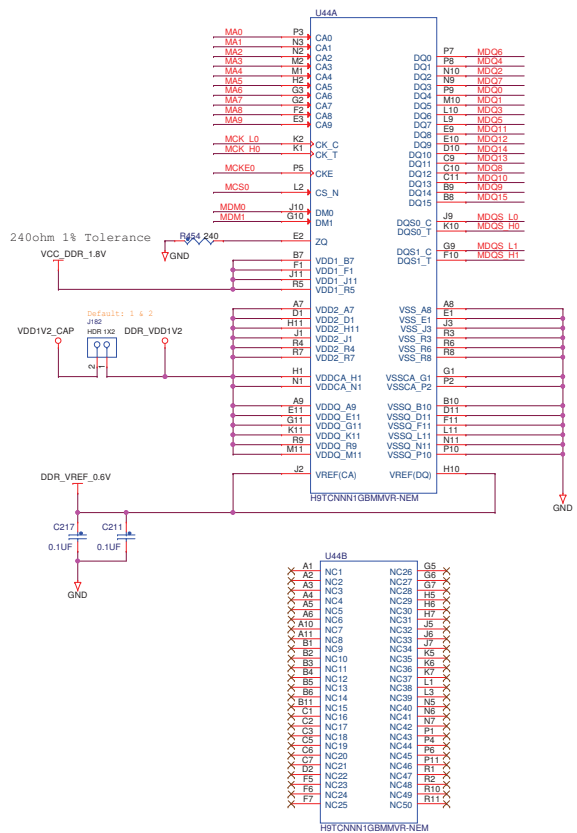 U44A
MA0 P3 CA0
MA1 N3 CA1
MA2 N2 CA2
MA3 M2 CA3
MA4 M1 CA4
MA5 H2 CA5
MA6 G3 CA6
MA7 G2 CA7
MA8 F2 CA8
MA9 E3 CA9
DQ0 P7 MDQ6
DQ1 P8 MDQ4
DQ2 N10 MDQ2
DQ3 N9 MDQ7
DQ4 P9 MDQ0
DQ5 M10 MDQ1
DQ6 L10 MDQ3
DQ7 L9 MDQ5
DQ8 E9 MDQ11
DQ9 E10 MDQ12
DQ10 D10 MDQ14
DQ11 C9 MDQ13
DQ12 C10 MDQ8
DQ13 C11 MDQ10
DQ14 B9 MDQ9
DQ15 B8 MDQ15
MCK_L0 K2 CK_C
MCK_H0 K1 CK_T
MCKE0 P5 CKE
MCS0 L2 CS_N
MDM0 J10 DM0
MDM1 G10 DM1
DQS0_C J9 MDQS_L0
DQS0_T K10 MDQS_H0
DQS1_C G9 MDQS_L1
DQS1_T F10 MDQS_H1
240ohm 1% Tolerance
R454 240
E2 ZQ
GND
VCC_DDR_1.8V
B7 VDD1_B7
F1 VDD1_F1
J11 VDD1_J11
R5 VDD1_R5
Default: 1 & 2
J182
HDR 1X2
2 1
VDD1V2_CAP
DDR_VDD1V2
A7 VDD2_A7
D1 VDD2_D1
H11 VDD2_H11
J1 VDD2_J1
R4 VDD2_R4
R7 VDD2_R7
VSS_A8 A8
VSS_E1 E1
VSS_J3 J3
VSS_R3 R3
VSS_R6 R6
VSS_R8 R8
H1 VDDCA_H1
N1 VDDCA_N1
VSSCA_G1 G1
VSSCA_P2 P2
A9 VDDQ_A9
E11 VDDQ_E11
G11 VDDQ_G11
K11 VDDQ_K11
R9 VDDQ_R9
M11 VDDQ_M11
VSSQ_B10 B10
VSSQ_D11 D11
VSSQ_F11 F11
VSSQ_L11 L11
VSSQ_N11 N11
VSSQ_P10 P10
J2 VREF(CA)
VREF(DQ) H10
H9TCNNN1GBMMVR-NEM
GND
DDR_VREF_0.6V
C217
0.1UF
C211
0.1UF
GND
U44B
A1 NC1 NC26 G5
A2 NC2 NC27 G6
A3 NC3 NC28 G7
A4 NC4 NC29 H5
A5 NC5 NC30 H6
A6 NC6 NC31 H7
A10 NC7 NC32 J5
A11 NC8 NC33 J6
B1 NC9 NC34 J7
B2 NC10 NC35 K5
B3 NC11 NC36 K6
B4 NC12 NC37 K7
B5 NC13 NC38 L1
B6 NC14 NC39 L3
B11 NC15 NC40 N5
C1 NC16 NC41 N6
C2 NC17 NC42 N7
C3 NC18 NC43 P1
C5 NC19 NC44 P4
C6 NC20 NC45 P6
C7 NC21 NC46 P11
D2 NC22 NC47 R1
F5 NC23 NC48 R2
F6 NC24 NC49 R10
F7 NC25 NC50 R11
H9TCNNN1GBMMVR-NEM